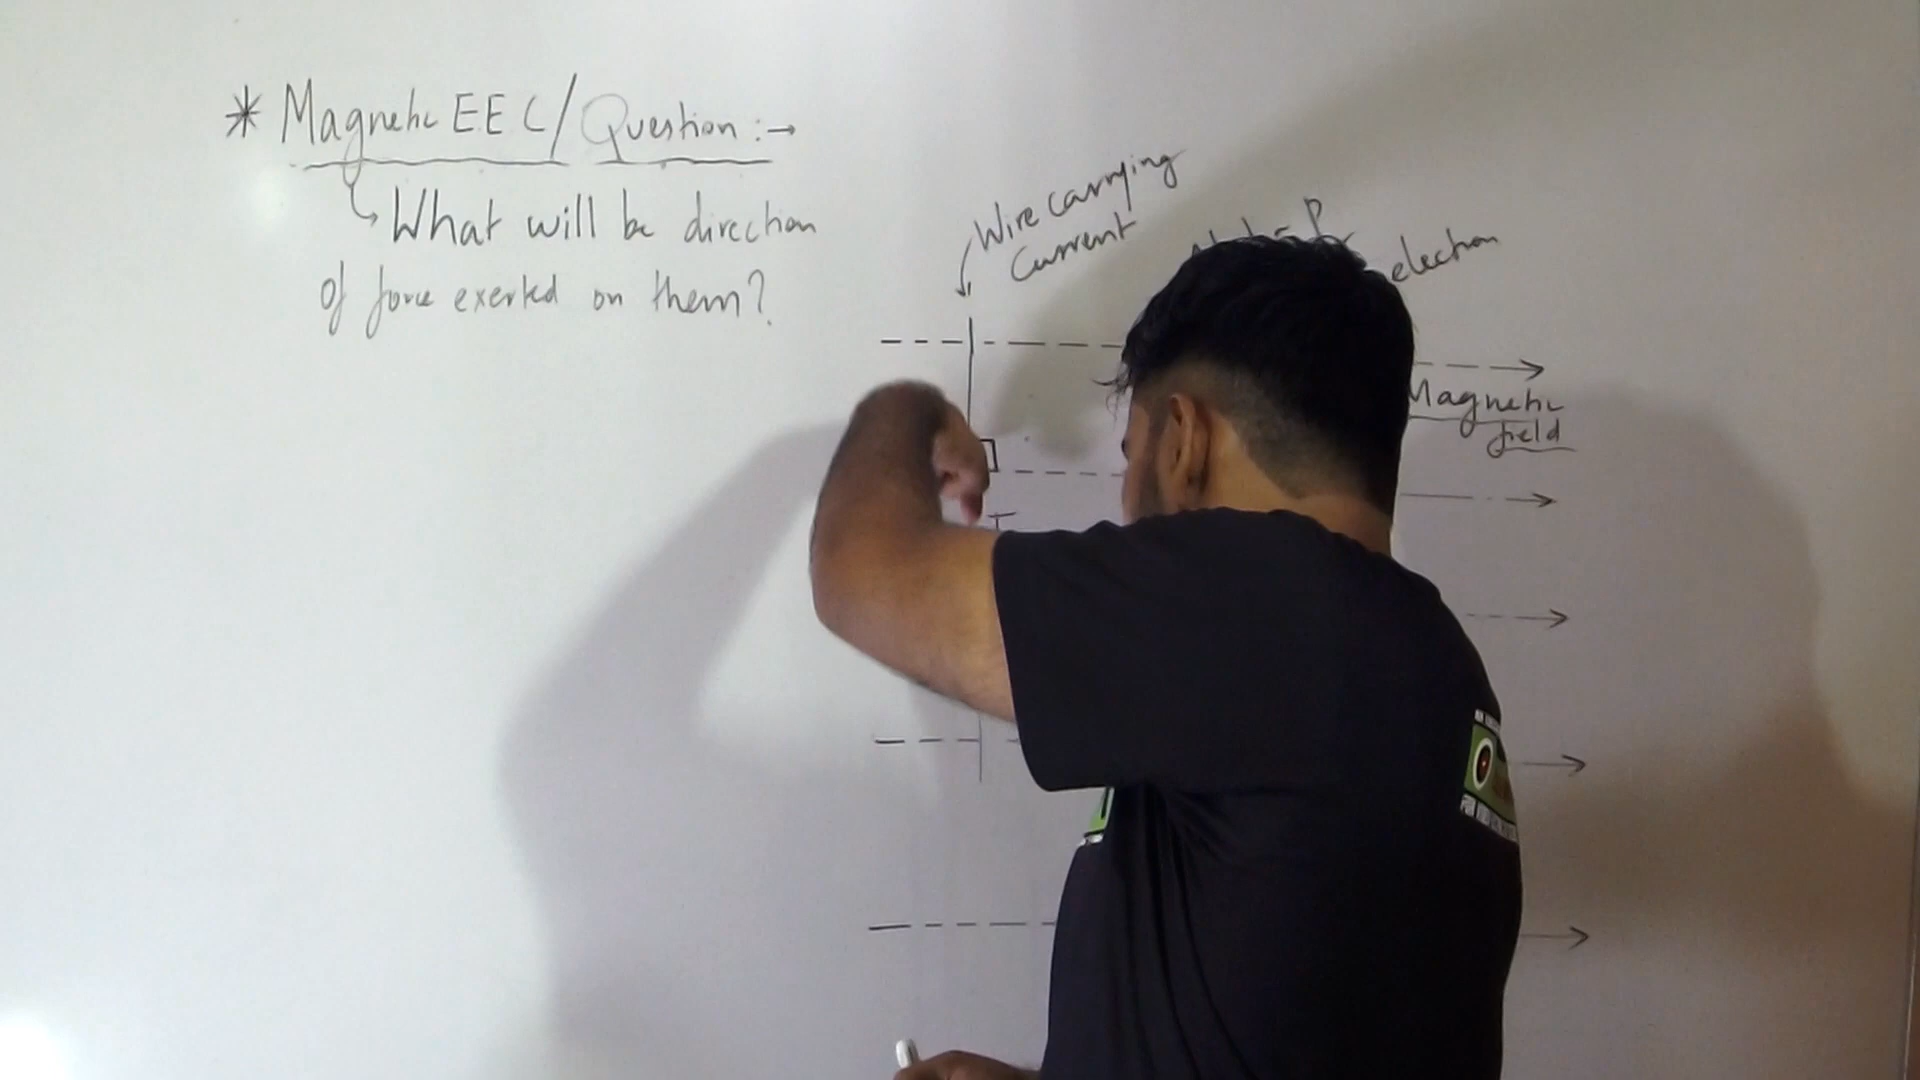 * Magnetic EEC/Question :→
What will be direction
of force exerted on them?
Wire carrying
Current
electron
Magnetic
field
I